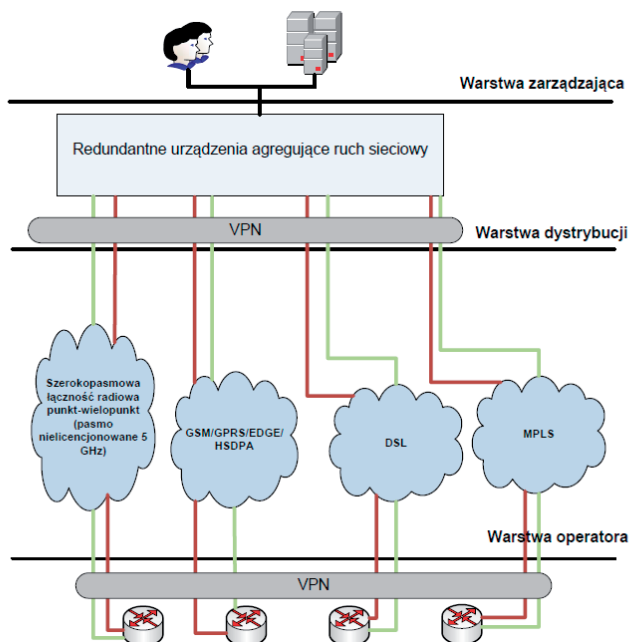 Warstwa zarządzająca
Redundantne urządzenia agregujące ruch sieciowy
VPN
Warstwa dystrybucji
Szerokopasmowa
łączność radiowa
punkt-wielopunkt
(pasmo
nielicencjonowane 5
GHz)
GSM/GPRS/EDGE/
HSDPA
DSL
MPLS
Warstwa operatora
VPN